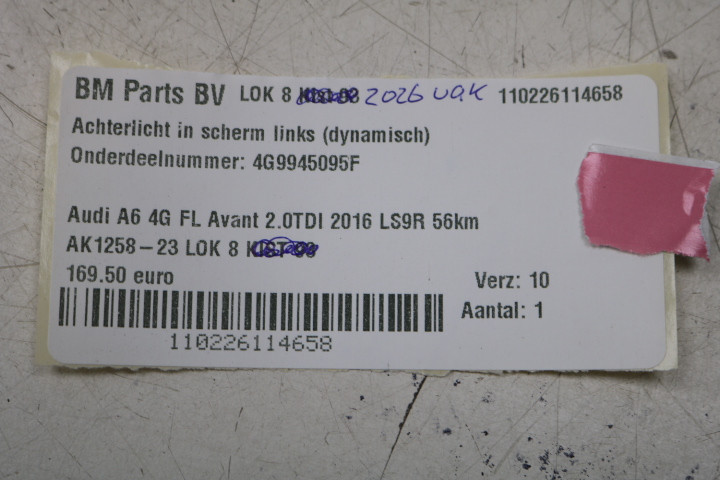 BM Parts BV LOK 8 2026 vak 110226114658
Achterlicht in scherm links (dynamisch)
Onderdeelnummer: 4G9945095F
Audi A6 4G FL Avant 2.0TDI 2016 LS9R 56km
AK1258-23 LOK 8
169.50 euro
Verz: 10
Aantal: 1
110226114658